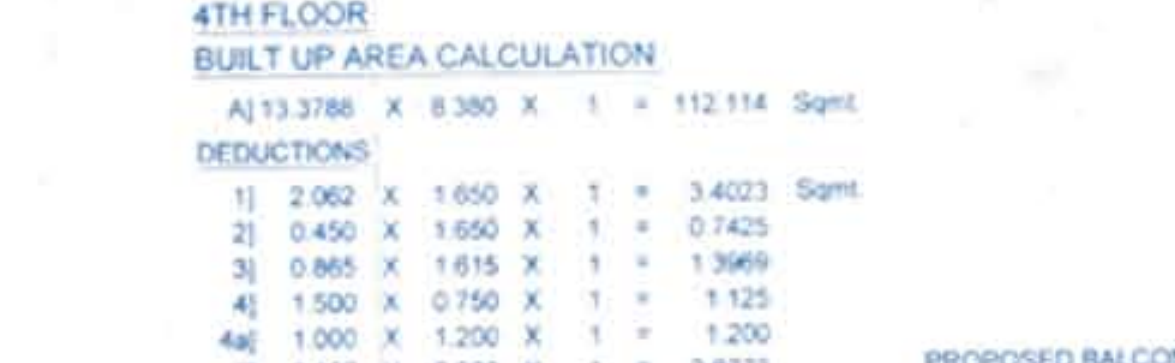 4TH FLOOR
BUILT UP AREA CALCULATION
A] 13.3788 X 8.380 X 1 = 112.114 Sqmt.
DEDUCTIONS
1] 2.062 X 1.650 X 1 = 3.4023 Sqmt.
2] 0.450 X 1.650 X 1 = 0.7425
3] 0.865 X 1.615 X 1 = 1.3969
4] 1.500 X 0.750 X 1 = 1.125
4a] 1.000 X 1.200 X 1 = 1.200
PROPOSED